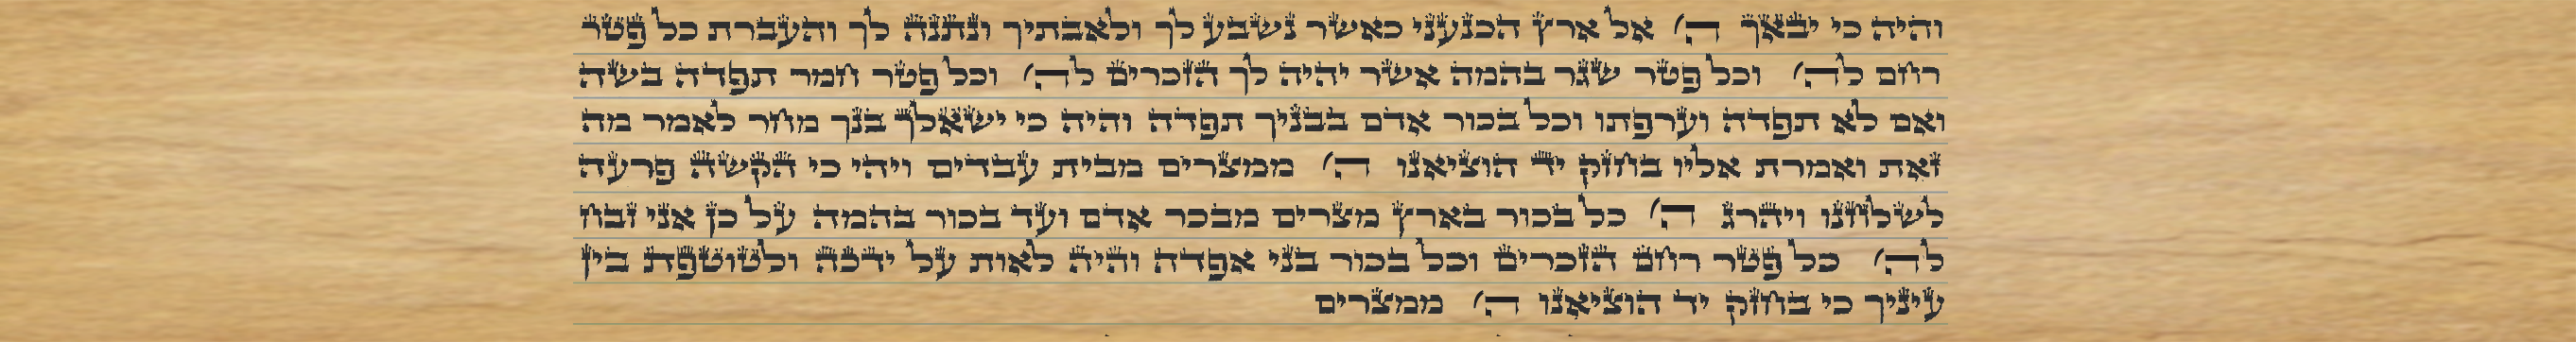 והיה כי יבאך ה׳ אל ארץ הכנעני כאשר נשבע לך ולאבתיך ונתנה לך והעברת כל פטר
רחם לה׳ וכל פטר שגר בהמה אשר יהיה לך הזכרים לה׳ וכל פטר חמר תפדה בשה
ואם לא תפדה וערפתו וכל בכור אדם בבניך תפדה והיה כי ישאלך בנך מחר לאמר מה
זאת ואמרת אליו בחזק יד הוציאנו ה׳ ממצרים מבית עבדים ויהי כי הקשה פרעה
לשלחנו ויהרג ה׳ כל בכור בארץ מצרים מבכר אדם ועד בכור בהמה על כן אני זבח
לה׳ כל פטר רחם הזכרים וכל בכור בני אפדה והיה לאות על ידכה ולטוטפת בין
עיניך כי בחזק יד הוציאנו ה׳ ממצרים